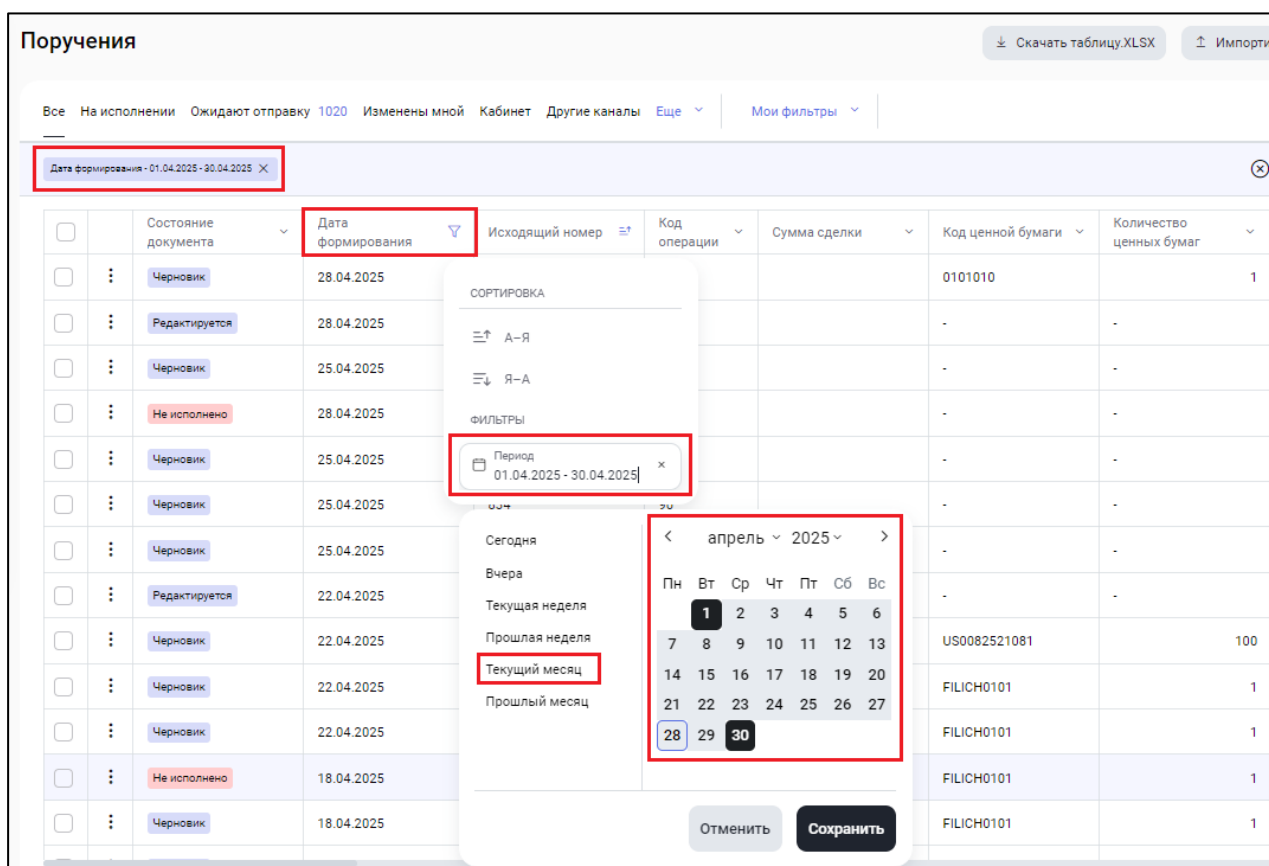 Поручения
Скачать таблицу.XLSX
Импорти
Все На исполнении Ожидают отправку 1020 Изменены мной Кабинет Другие каналы Еще Мои фильтры
Дата формирования - 01.04.2025 - 30.04.2025
Состояние документа Дата формирования Исходящий номер Код операции Сумма сделки Код ценной бумаги Количество ценных бумаг
Черновик 28.04.2025 0101010 1
Редактируется 28.04.2025 - -
Черновик 25.04.2025 - -
Не исполнено 28.04.2025 - -
Черновик 25.04.2025 - -
Черновик 25.04.2025 - -
Черновик 25.04.2025 - -
Редактируется 22.04.2025 - -
Черновик 22.04.2025 US0082521081 100
Черновик 22.04.2025 FILICH0101 1
Черновик 22.04.2025 FILICH0101 1
Не исполнено 18.04.2025 FILICH0101 1
Черновик 18.04.2025 FILICH0101 1
СОРТИРОВКА
А–Я
Я–А
ФИЛЬТРЫ
Период
01.04.2025 - 30.04.2025
Сегодня
Вчера
Текущая неделя
Прошлая неделя
Текущий месяц
Прошлый месяц
апрель 2025
Пн Вт Ср Чт Пт Сб Вс
1 2 3 4 5 6
7 8 9 10 11 12 13
14 15 16 17 18 19 20
21 22 23 24 25 26 27
28 29 30
Отменить Сохранить